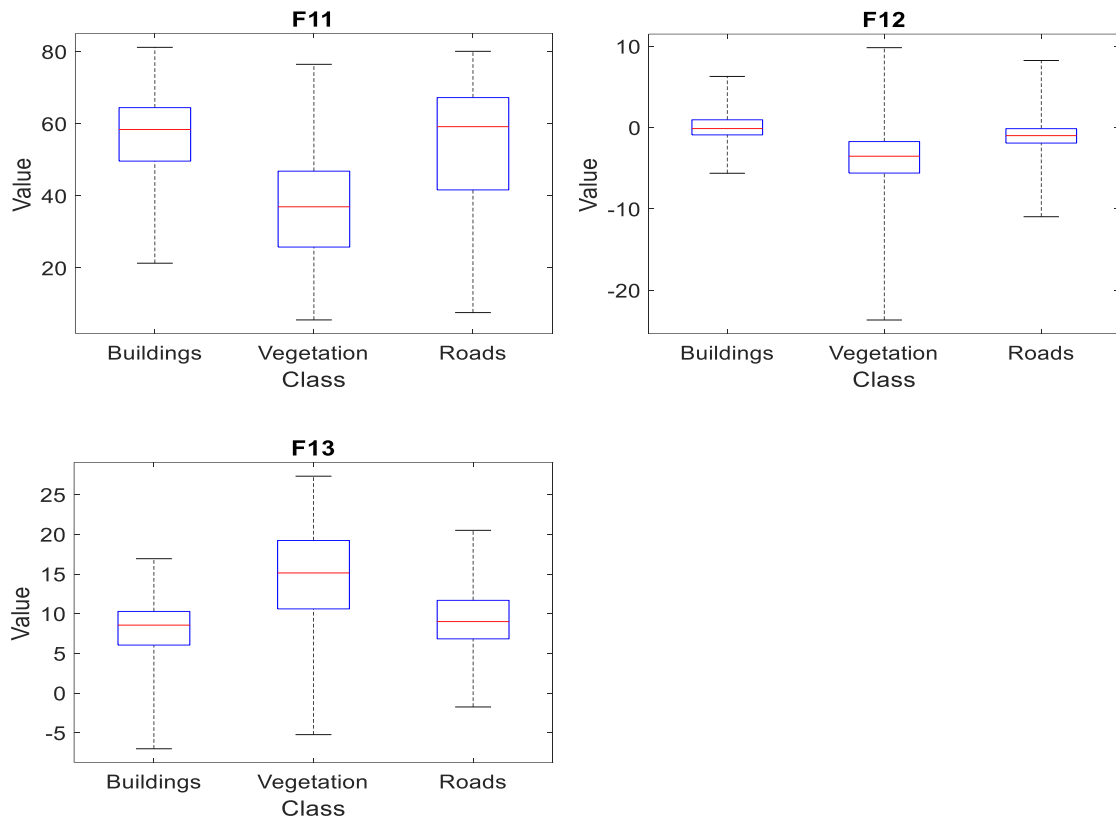 F11
80
60
40
20
Value
Buildings Vegetation Roads
Class
F12
10
0
-10
-20
Value
Buildings Vegetation Roads
Class
F13
25
20
15
10
5
0
-5
Value
Buildings Vegetation Roads
Class